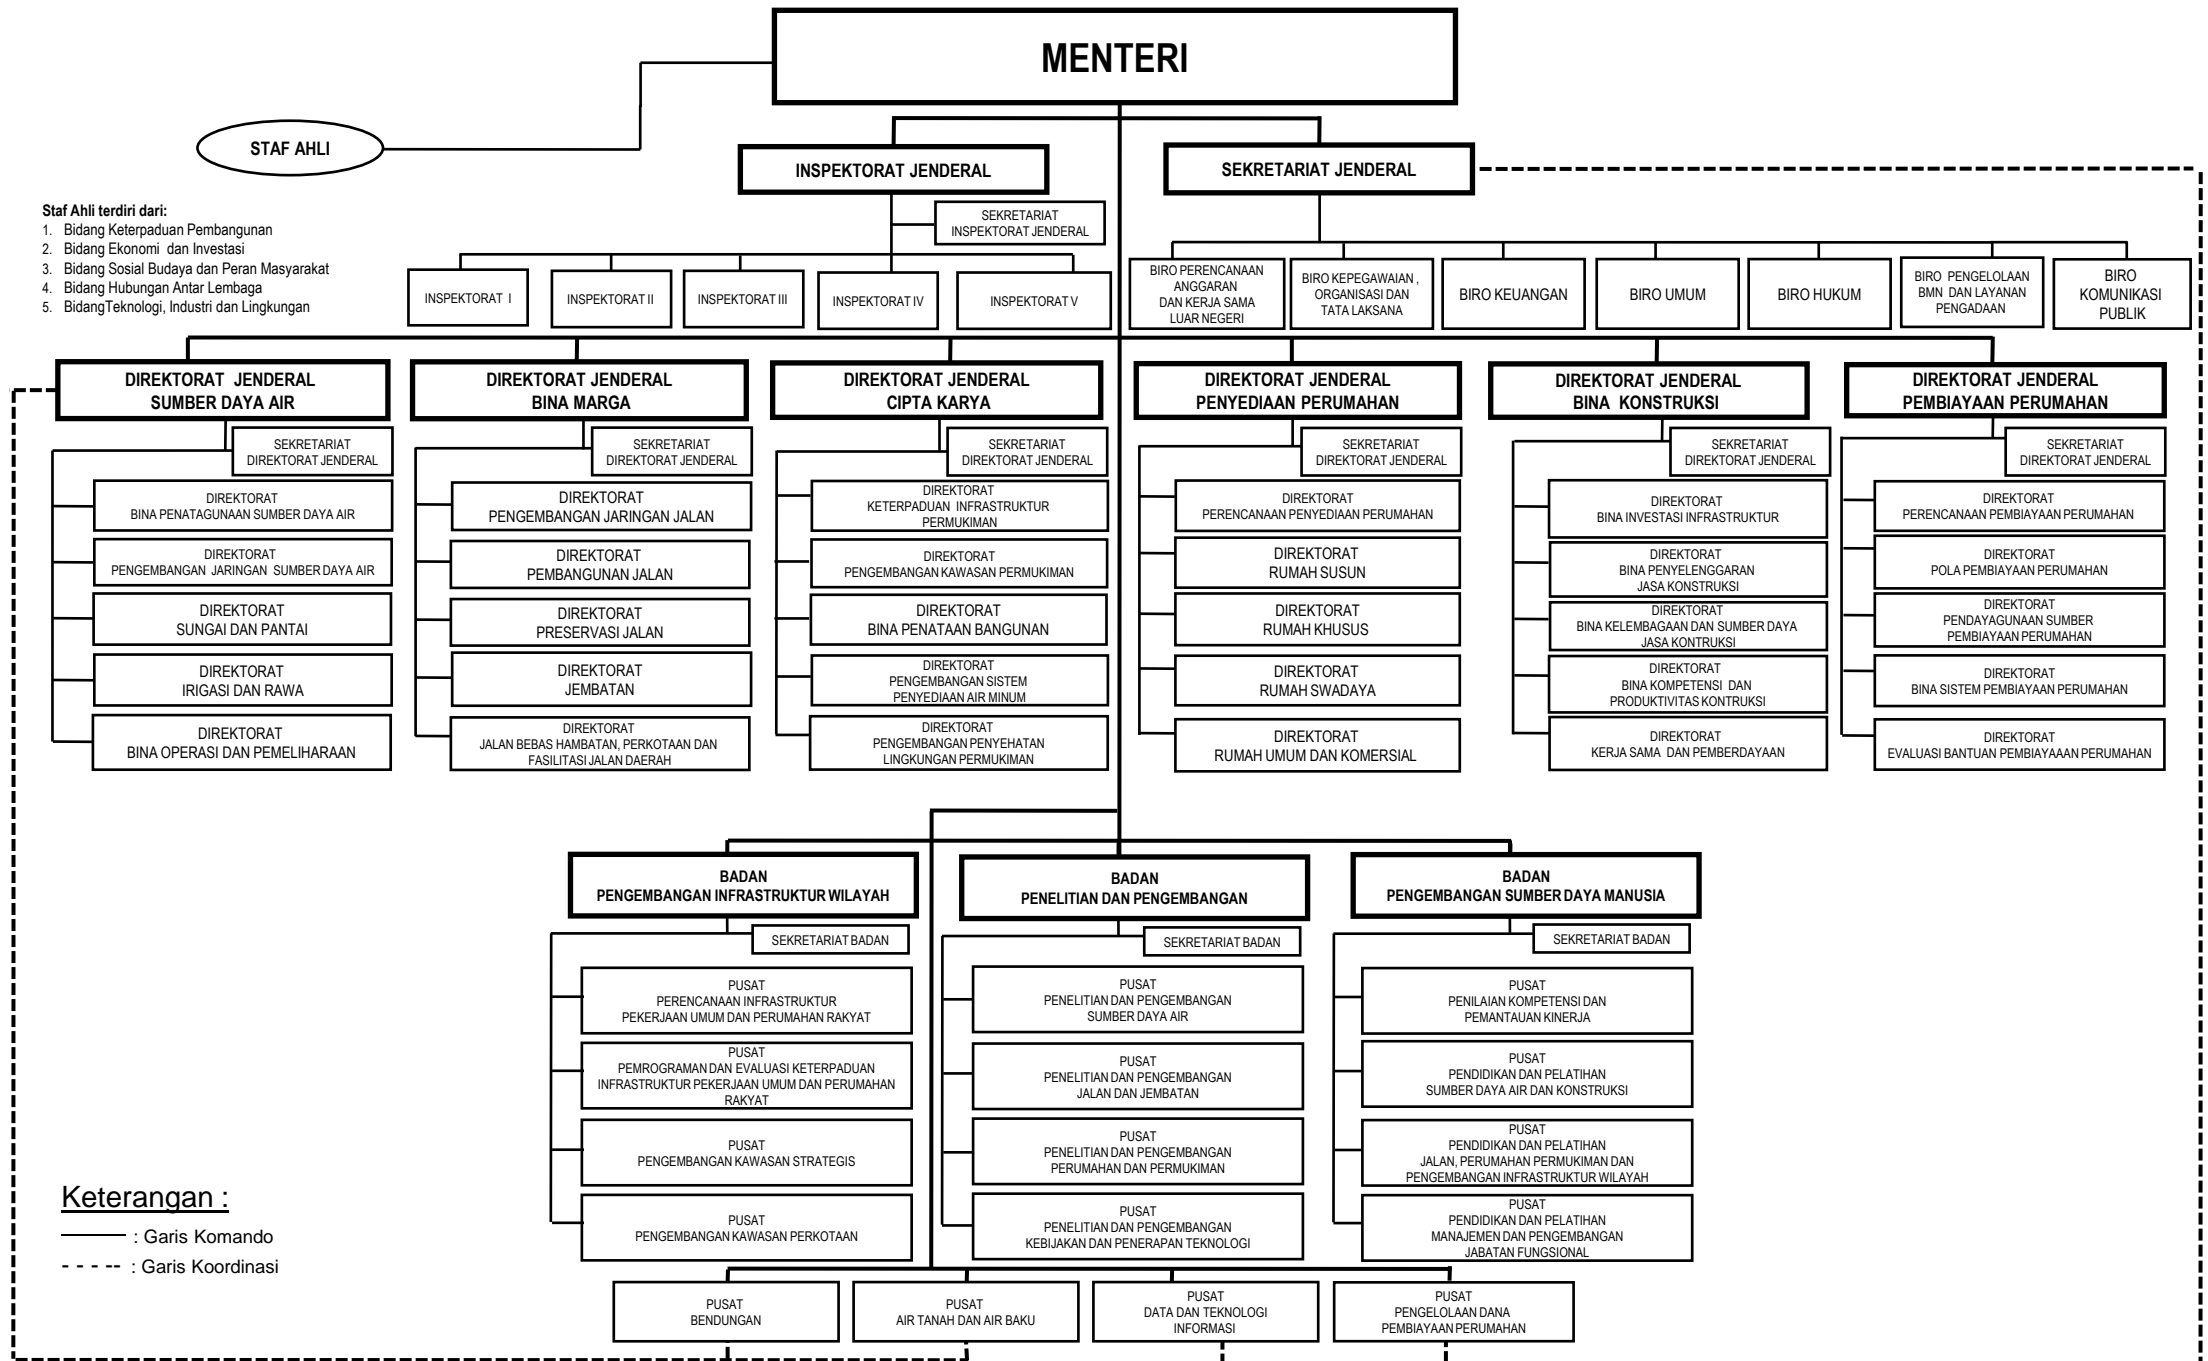 MENTERI
STAF AHLI
INSPEKTORAT JENDERAL
SEKRETARIAT JENDERAL
Staf Ahli terdiri dari:
1. Bidang Keterpaduan Pembangunan
2. Bidang Ekonomi dan Investasi
3. Bidang Sosial Budaya dan Peran Masyarakat
4. Bidang Hubungan Antar Lembaga
5. BidangTeknologi, Industri dan Lingkungan
SEKRETARIAT
INSPEKTORAT JENDERAL
INSPEKTORAT I
INSPEKTORAT II
INSPEKTORAT III
INSPEKTORAT IV
INSPEKTORAT V
BIRO PERENCANAAN
ANGGARAN
DAN KERJA SAMA
LUAR NEGERI
BIRO KEPEGAWAIAN ,
ORGANISASI DAN
TATA LAKSANA
BIRO KEUANGAN
BIRO UMUM
BIRO HUKUM
BIRO PENGELOLAAN
BMN DAN LAYANAN
PENGADAAN
BIRO
KOMUNIKASI
PUBLIK
DIREKTORAT JENDERAL
SUMBER DAYA AIR
SEKRETARIAT
DIREKTORAT JENDERAL
DIREKTORAT
BINA PENATAGUNAAN SUMBER DAYA AIR
DIREKTORAT
PENGEMBANGAN JARINGAN SUMBER DAYA AIR
DIREKTORAT
SUNGAI DAN PANTAI
DIREKTORAT
IRIGASI DAN RAWA
DIREKTORAT
BINA OPERASI DAN PEMELIHARAAN
DIREKTORAT JENDERAL
BINA MARGA
SEKRETARIAT
DIREKTORAT JENDERAL
DIREKTORAT
PENGEMBANGAN JARINGAN JALAN
DIREKTORAT
PEMBANGUNAN JALAN
DIREKTORAT
PRESERVASI JALAN
DIREKTORAT
JEMBATAN
DIREKTORAT
JALAN BEBAS HAMBATAN, PERKOTAAN DAN
FASILITASI JALAN DAERAH
DIREKTORAT JENDERAL
CIPTA KARYA
SEKRETARIAT
DIREKTORAT JENDERAL
DIREKTORAT
KETERPADUAN INFRASTRUKTUR
PERMUKIMAN
DIREKTORAT
PENGEMBANGAN KAWASAN PERMUKIMAN
DIREKTORAT
BINA PENATAAN BANGUNAN
DIREKTORAT
PENGEMBANGAN SISTEM
PENYEDIAAN AIR MINUM
DIREKTORAT
PENGEMBANGAN PENYEHATAN
LINGKUNGAN PERMUKIMAN
DIREKTORAT JENDERAL
PENYEDIAAN PERUMAHAN
SEKRETARIAT
DIREKTORAT JENDERAL
DIREKTORAT
PERENCANAAN PENYEDIAAN PERUMAHAN
DIREKTORAT
RUMAH SUSUN
DIREKTORAT
RUMAH KHUSUS
DIREKTORAT
RUMAH SWADAYA
DIREKTORAT
RUMAH UMUM DAN KOMERSIAL
DIREKTORAT JENDERAL
BINA KONSTRUKSI
SEKRETARIAT
DIREKTORAT JENDERAL
DIREKTORAT
BINA INVESTASI INFRASTRUKTUR
DIREKTORAT
BINA PENYELENGGARAN
JASA KONSTRUKSI
DIREKTORAT
BINA KELEMBAGAAN DAN SUMBER DAYA
JASA KONTRUKSI
DIREKTORAT
BINA KOMPETENSI DAN
PRODUKTIVITAS KONTRUKSI
DIREKTORAT
KERJA SAMA DAN PEMBERDAYAAN
DIREKTORAT JENDERAL
PEMBIAYAAN PERUMAHAN
SEKRETARIAT
DIREKTORAT JENDERAL
DIREKTORAT
PERENCANAAN PEMBIAYAAN PERUMAHAN
DIREKTORAT
POLA PEMBIAYAAN PERUMAHAN
DIREKTORAT
PENDAYAGUNAAN SUMBER
PEMBIAYAAN PERUMAHAN
DIREKTORAT
BINA SISTEM PEMBIAYAAN PERUMAHAN
DIREKTORAT
EVALUASI BANTUAN PEMBIAYAAAN PERUMAHAN
BADAN
PENGEMBANGAN INFRASTRUKTUR WILAYAH
SEKRETARIAT BADAN
PUSAT
PERENCANAAN INFRASTRUKTUR
PEKERJAAN UMUM DAN PERUMAHAN RAKYAT
PUSAT
PEMROGRAMAN DAN EVALUASI KETERPADUAN
INFRASTRUKTUR PEKERJAAN UMUM DAN PERUMAHAN
RAKYAT
PUSAT
PENGEMBANGAN KAWASAN STRATEGIS
PUSAT
PENGEMBANGAN KAWASAN PERKOTAAN
BADAN
PENELITIAN DAN PENGEMBANGAN
SEKRETARIAT BADAN
PUSAT
PENELITIAN DAN PENGEMBANGAN
SUMBER DAYA AIR
PUSAT
PENELITIAN DAN PENGEMBANGAN
JALAN DAN JEMBATAN
PUSAT
PENELITIAN DAN PENGEMBANGAN
PERUMAHAN DAN PERMUKIMAN
PUSAT
PENELITIAN DAN PENGEMBANGAN
KEBIJAKAN DAN PENERAPAN TEKNOLOGI
BADAN
PENGEMBANGAN SUMBER DAYA MANUSIA
SEKRETARIAT BADAN
PUSAT
PENILAIAN KOMPETENSI DAN
PEMANTAUAN KINERJA
PUSAT
PENDIDIKAN DAN PELATIHAN
SUMBER DAYA AIR DAN KONSTRUKSI
PUSAT
PENDIDIKAN DAN PELATIHAN
JALAN, PERUMAHAN PERMUKIMAN DAN
PENGEMBANGAN INFRASTRUKTUR WILAYAH
PUSAT
PENDIDIKAN DAN PELATIHAN
MANAJEMEN DAN PENGEMBANGAN
JABATAN FUNGSIONAL
Keterangan :
: Garis Komando
: Garis Koordinasi
PUSAT
BENDUNGAN
PUSAT
AIR TANAH DAN AIR BAKU
PUSAT
DATA DAN TEKNOLOGI
INFORMASI
PUSAT
PENGELOLAAN DANA
PEMBIAYAAN PERUMAHAN